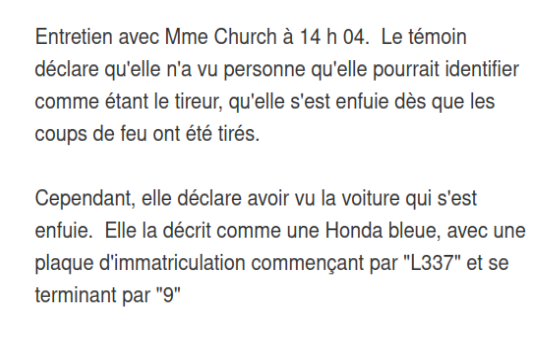 Entretien avec Mme Church à 14 h 04.  Le témoin
déclare qu'elle n'a vu personne qu'elle pourrait identifier
comme étant le tireur, qu'elle s'est enfuie dès que les
coups de feu ont été tirés.

Cependant, elle déclare avoir vu la voiture qui s'est
enfuie.  Elle la décrit comme une Honda bleue, avec une
plaque d'immatriculation commençant par "L337" et se
terminant par "9"